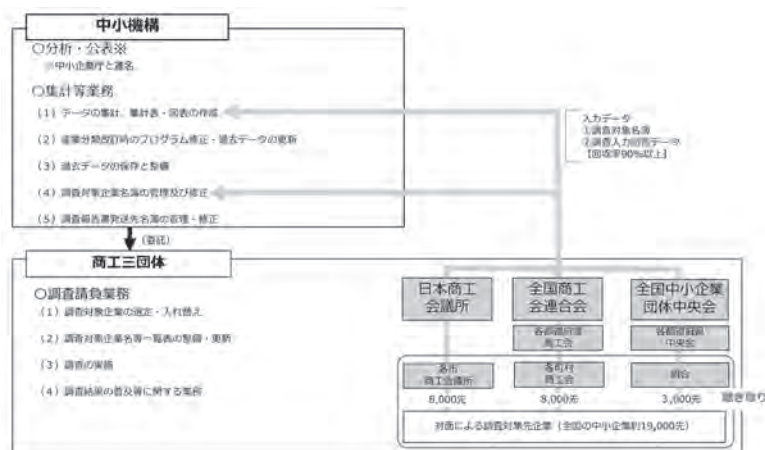 中小機構
〇分析・公表※
※中小企業庁と連名
〇集計等業務
(1) データの集計、集計表・図表の作成
(2) 産業分類改訂時のプログラム修正・過去データの更新
(3) 過去データの保存と整備
(4) 調査対象企業名簿の管理及び修正
(5) 調査報告書発送先名簿の管理・修正
入力データ
①調査対象名簿
②調査入力回答データ
【回収率90%以上】
(委託)
商工三団体
〇調査請負業務
(1) 調査対象企業の選定・入れ替え
(2) 調査対象企業名等一覧表の整備・更新
(3) 調査の実施
(4) 調査結果の普及等に関する業務
日本商工
会議所
全国商工
会連合会
全国中小企業
団体中央会
各都道府県
商工会
各都道府県
中央会
各市
商工会議所
各町村
商工会
組合
8,000先
8,000先
3,000先
聴き取り
対面による調査対象先企業(全国の中小企業約19,000先)